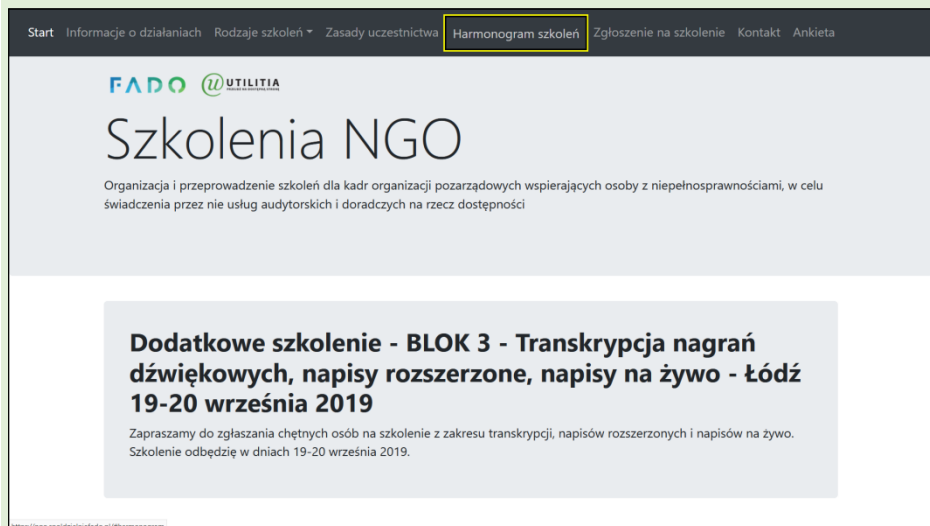 Start Informacje o działaniach Rodzaje szkoleń Zasady uczestnictwa Harmonogram szkoleń Zgłoszenie na szkolenie Kontakt Ankieta
FADO UTILITIA
Szkolenia NGO
Organizacja i przeprowadzenie szkoleń dla kadr organizacji pozarządowych wspierających osoby z niepełnosprawnościami, w celu
świadczenia przez nie usług audytorskich i doradczych na rzecz dostępności
Dodatkowe szkolenie - BLOK 3 - Transkrypcja nagrań
dźwiękowych, napisy rozszerzone, napisy na żywo - Łódź
19-20 września 2019
Zapraszamy do zgłaszania chętnych osób na szkolenie z zakresu transkrypcji, napisów rozszerzonych i napisów na żywo.
Szkolenie odbędzię w dniach 19-20 września 2019.